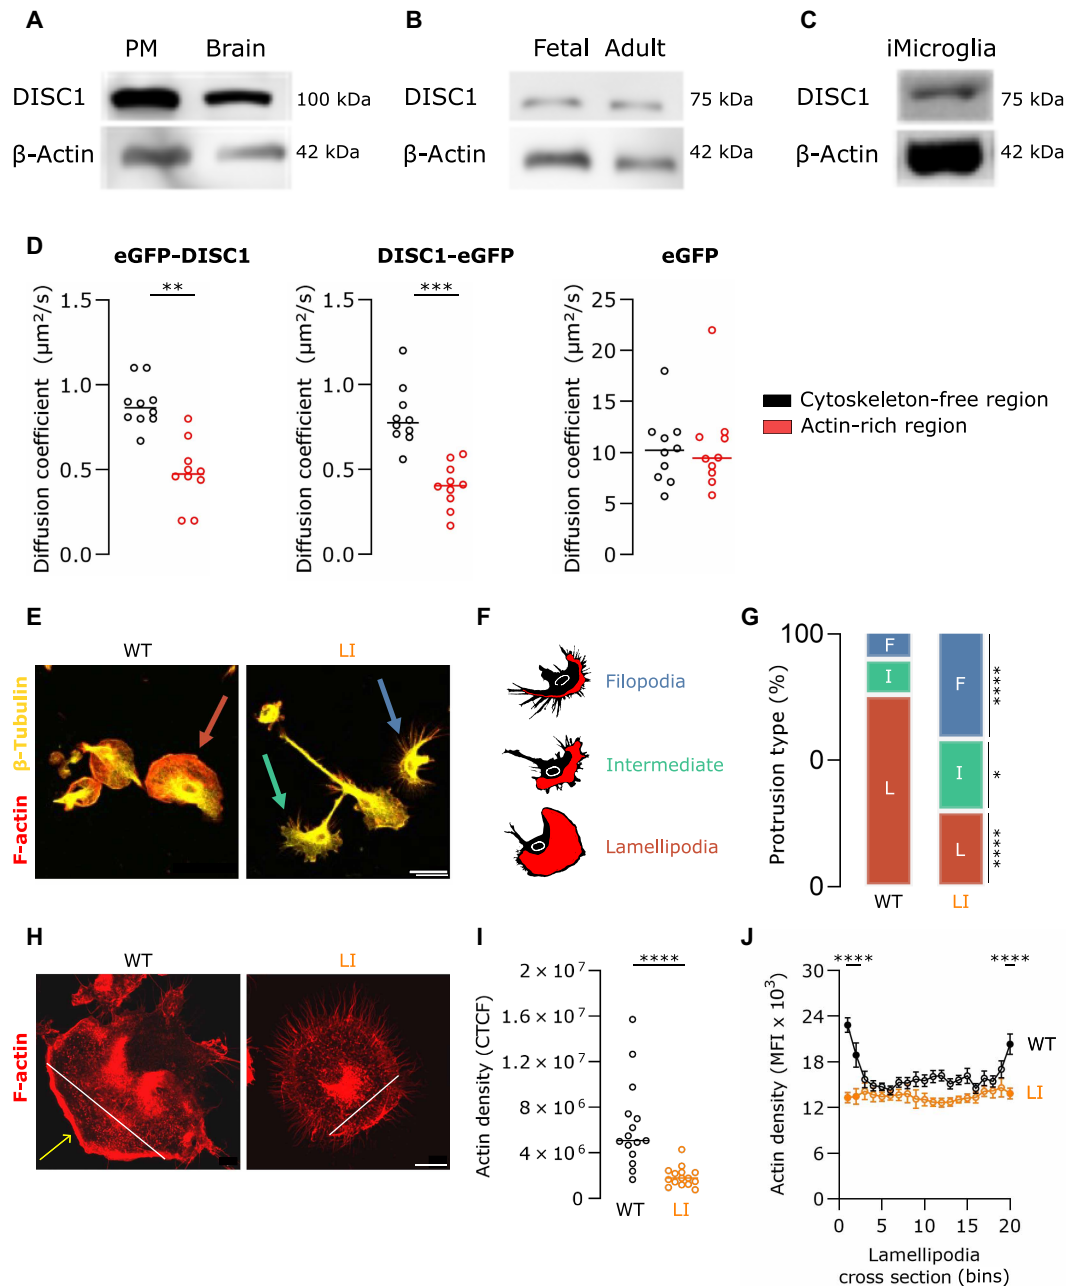 A
B
C
PM Brain
Fetal Adult
iMicroglia
DISC1
100 kDa
DISC1
75 kDa
DISC1
75 kDa
β-Actin
42 kDa
β-Actin
42 kDa
β-Actin
42 kDa
D
eGFP-DISC1
DISC1-eGFP
eGFP
**
***
Diffusion coefficient (μm²/s)
1.5
1.0
0.5
0.0
Diffusion coefficient (μm²/s)
1.5
1.0
0.5
0.0
Diffusion coefficient (μm²/s)
25
20
15
10
5
0
Cytoskeleton-free region
Actin-rich region
E
WT
LI
F-actin β-Tubulin
F
Filopodia
Intermediate
Lamellipodia
G
Protrusion type (%)
100
0
0
F
I
L
F
I
L
****
*
****
WT
LI
H
WT
LI
F-actin
I
Actin density (CTCF)
2 × 10⁷
1.6 × 10⁷
1.2 × 10⁷
8 × 10⁶
4 × 10⁶
0
****
WT
LI
J
Actin density (MFI x 10³)
30
24
18
12
6
0
****
****
WT
LI
0 5 10 15 20
Lamellipodia
cross section (bins)